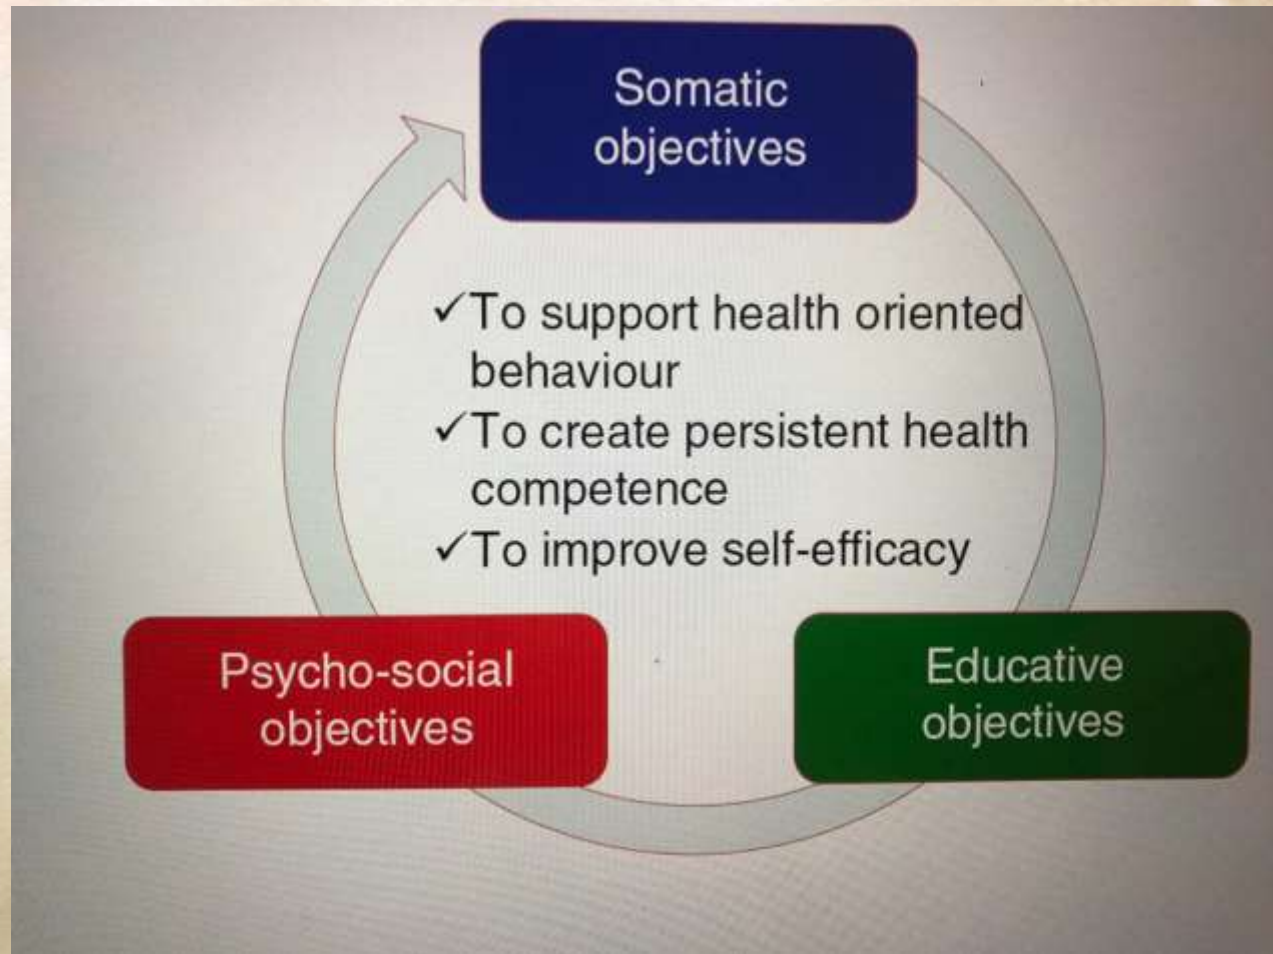 Somatic
objectives
✓To support health oriented
behaviour
✓To create persistent health
competence
✓To improve self-efficacy
Psycho-social
objectives
Educative
objectives